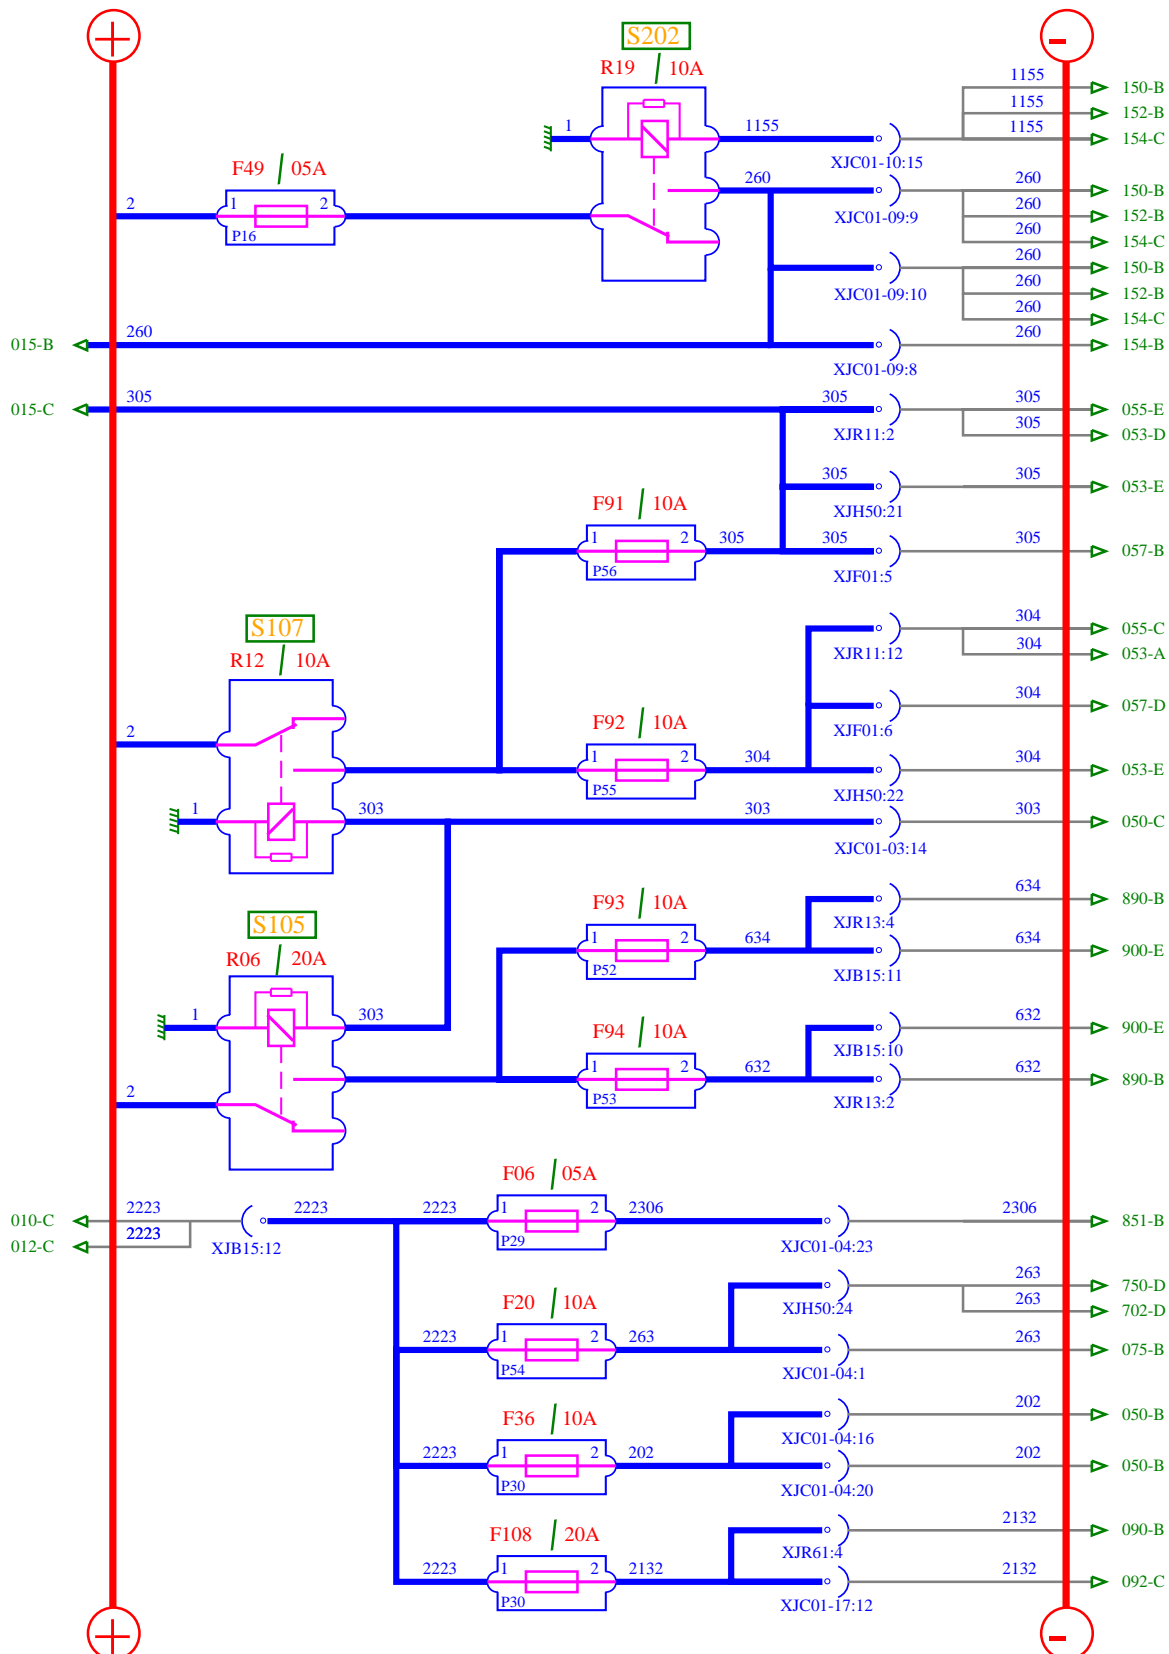 S202
R19 / 10A
1155 150-B
1155 152-B
1 1155 1155 154-C
XJC01-10:15
F49 / 05A
260 260 150-B
2 1 2 260 152-B
XJC01-09:9
P16
260 154-C
260 150-B
XJC01-09:10
260 152-B
260 154-C
015-B 260 260 154-B
XJC01-09:8
015-C 305 305 305 055-E
XJR11:2
305 053-D
305 305 053-E
F91 / 10A
XJH50:21
1 2 305 305 305 057-B
P56
XJF01:5
S107
304 055-C
R12 / 10A
XJR11:12
304 053-A
304 057-D
F92 / 10A
XJF01:6
2
1 2 304 304 053-E
P55
XJH50:22
1 303 303 303 050-C
XJC01-03:14
634 890-B
F93 / 10A
XJR13:4
S105
1 2 634 634 900-E
R06 / 20A
P52
XJB15:11
1 303 632 900-E
F94 / 10A
XJB15:10
1 2 632 632 890-B
2
P53
XJR13:2
F06 / 05A
010-C 2223 2223 2223 1 2 2306 2306 851-B
012-C 2223
XJB15:12
P29
XJC01-04:23
263 750-D
F20 / 10A
XJH50:24
263 702-D
2223 1 2 263 263 075-B
P54
XJC01-04:1
202 050-B
F36 / 10A
XJC01-04:16
2223 1 2 202 202 050-B
P30
XJC01-04:20
2132 090-B
F108 / 20A
XJR61:4
2223 1 2 2132 2132 092-C
P30
XJC01-17:12